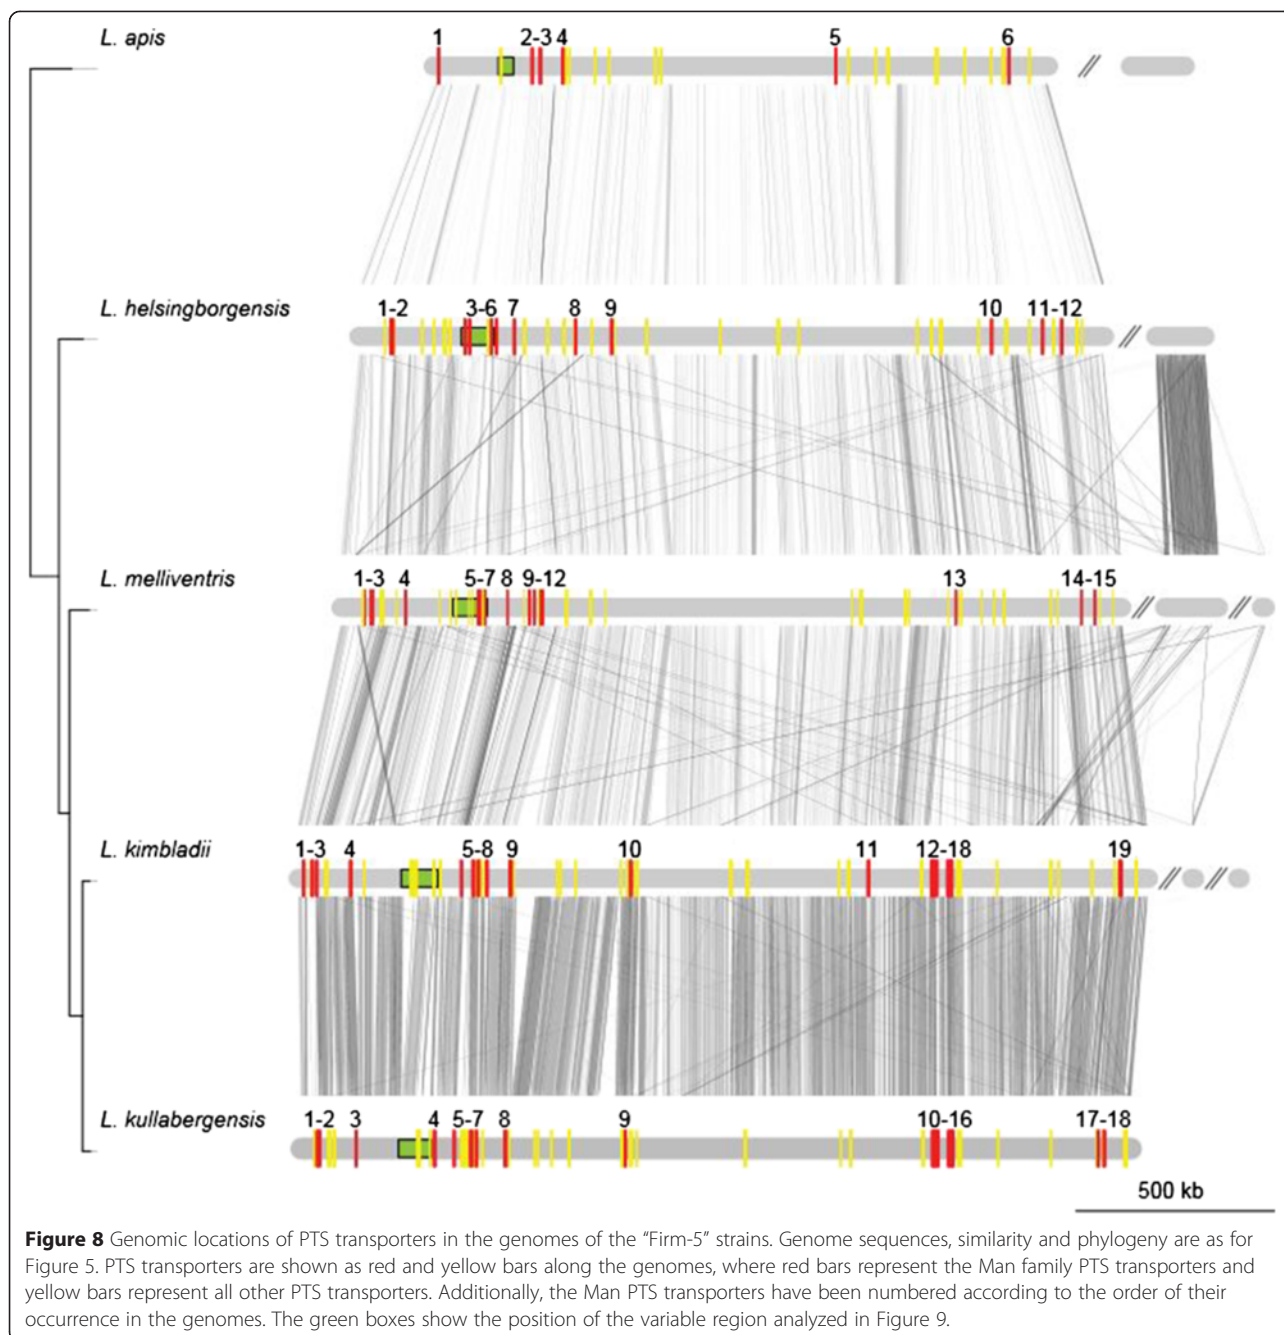 L. apis
1 2-3 4 5 6
L. helsingborgensis
1-2 3-6 7 8 9 10 11-12
L. melliventris
1-3 4 5-7 8 9-12 13 14-15
L. kimbladii
1-3 4 5-8 9 10 11 12-18 19
L. kullabergensis
1-2 3 4 5-7 8 9 10-16 17-18
500 kb
Figure 8 Genomic locations of PTS transporters in the genomes of the “Firm-5” strains. Genome sequences, similarity and phylogeny are as for
Figure 5. PTS transporters are shown as red and yellow bars along the genomes, where red bars represent the Man family PTS transporters and
yellow bars represent all other PTS transporters. Additionally, the Man PTS transporters have been numbered according to the order of their
occurrence in the genomes. The green boxes show the position of the variable region analyzed in Figure 9.